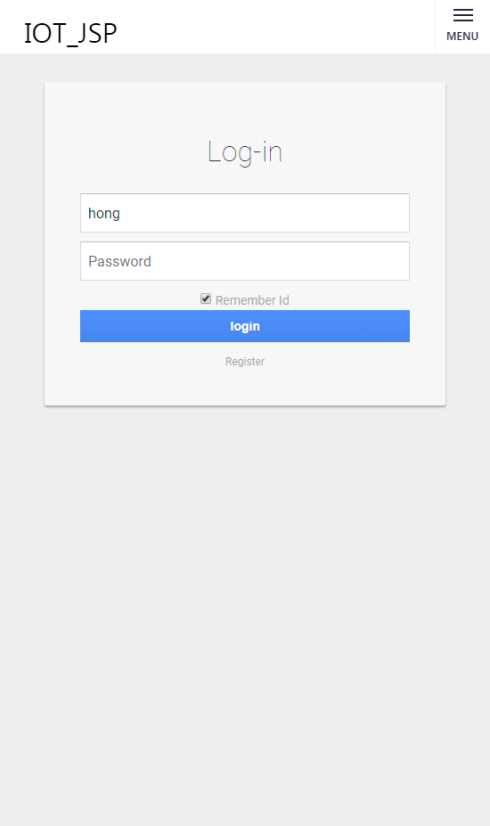 IOT_JSP
MENU
Log-in
hong
Password
Remember Id
login
Register